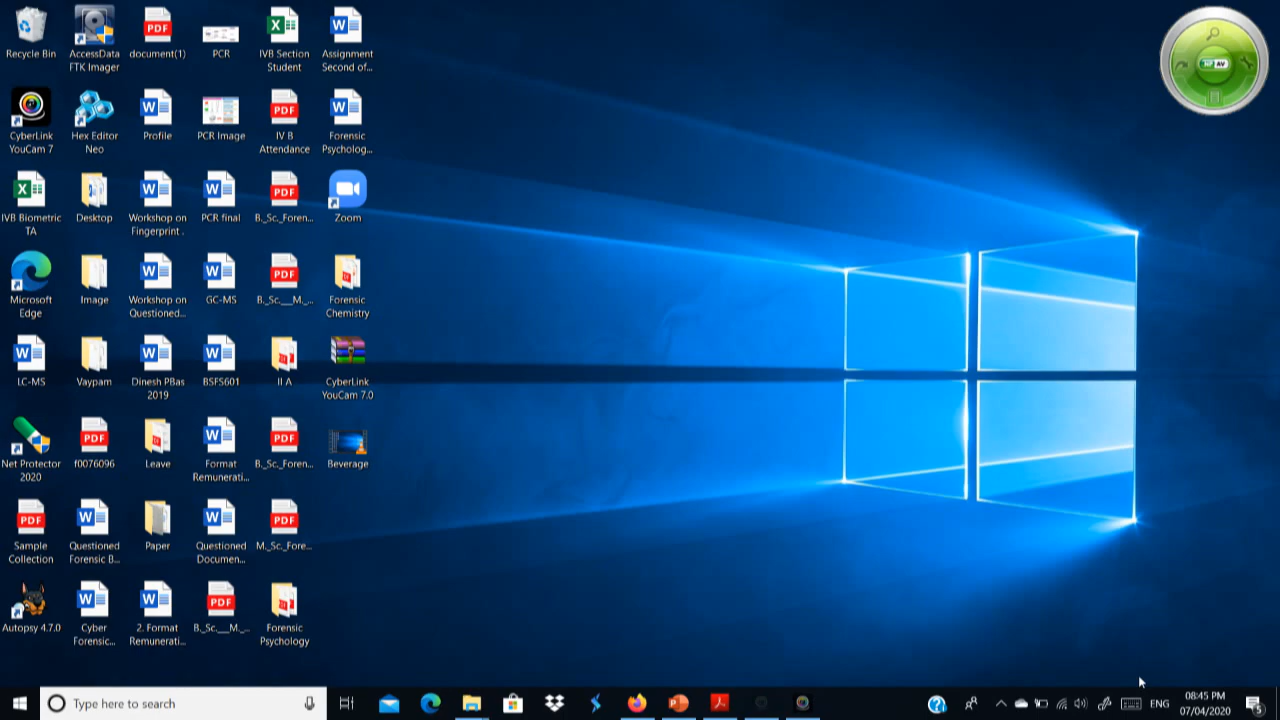 Recycle Bin
AccessData
FTK Imager
document(1)
PCR
IVB Section
Student
Assignment
Second of...
CyberLink
YouCam 7
Hex Editor
Neo
Profile
PCR Image
IV B
Attendance
Forensic
Psycholog...
IVB Biometric
TA
Desktop
Workshop on
Fingerprint .
PCR final
B._Sc._Foren...
Zoom
Microsoft
Edge
Image
Workshop on
Questioned...
GC-MS
B._Sc.__M._...
Forensic
Chemistry
LC-MS
Vaypam
Dinesh PBas
2019
BSFS601
II A
CyberLink
YouCam 7.0
Net Protector
2020
f0076096
Leave
Format
Remunerati...
B._Sc._Foren...
Beverage
Sample
Collection
Questioned
Forensic B...
Paper
Questioned
Documen...
M._Sc._Fore...
Autopsy 4.7.0
Cyber
Forensic...
2. Format
Remunerati...
B._Sc.__M._...
Forensic
Psychology
NP AV
Type here to search
ENG
08:45 PM
07/04/2020
5